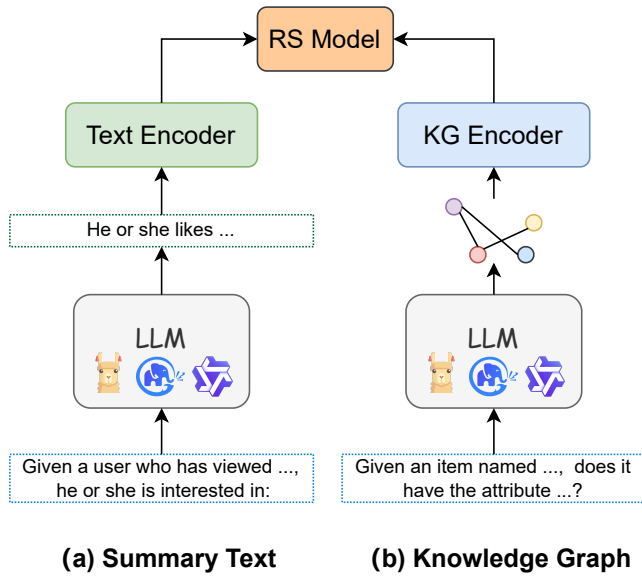 RS Model
Text Encoder
KG Encoder
He or she likes ...
LLM
LLM
Given a user who has viewed ...,
he or she is interested in:
Given an item named ..., does it
have the attribute ...?
(a) Summary Text
(b) Knowledge Graph